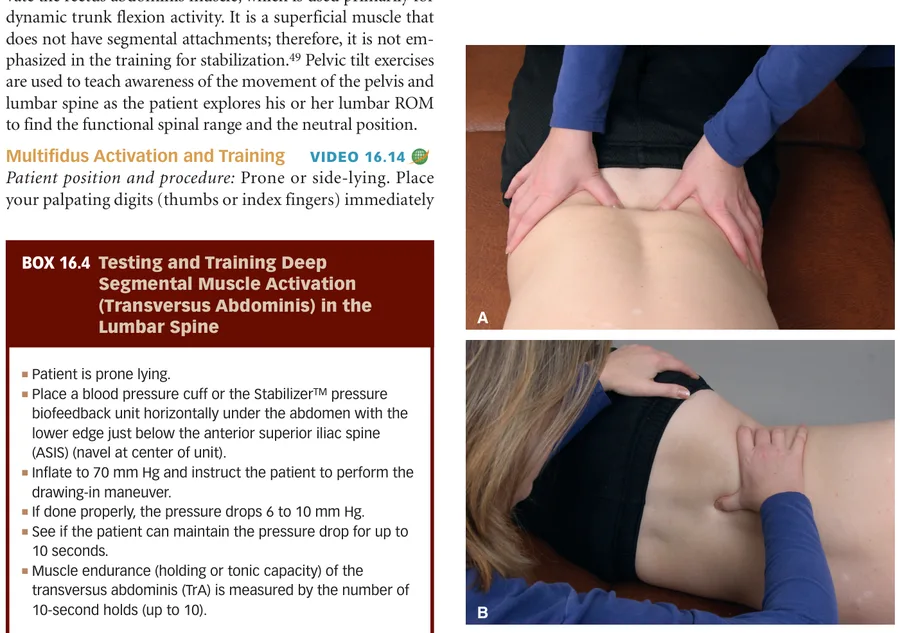 vate the rectus abdominis muscle, which is used primarily for
dynamic trunk flexion activity. It is a superficial muscle that
does not have segmental attachments; therefore, it is not em-
phasized in the training for stabilization.49 Pelvic tilt exercises
are used to teach awareness of the movement of the pelvis and
lumbar spine as the patient explores his or her lumbar ROM
to find the functional spinal range and the neutral position.
Multifidus Activation and Training VIDEO 16.14
Patient position and procedure: Prone or side-lying. Place
your palpating digits (thumbs or index fingers) immediately
BOX 16.4 Testing and Training Deep
Segmental Muscle Activation
(Transversus Abdominis) in the
Lumbar Spine
■ Patient is prone lying.
■ Place a blood pressure cuff or the Stabilizer™ pressure
biofeedback unit horizontally under the abdomen with the
lower edge just below the anterior superior iliac spine
(ASIS) (navel at center of unit).
■ Inflate to 70 mm Hg and instruct the patient to perform the
drawing-in maneuver.
■ If done properly, the pressure drops 6 to 10 mm Hg.
■ See if the patient can maintain the pressure drop for up to
10 seconds.
■ Muscle endurance (holding or tonic capacity) of the
transversus abdominis (TrA) is measured by the number of
10-second holds (up to 10).
A
B